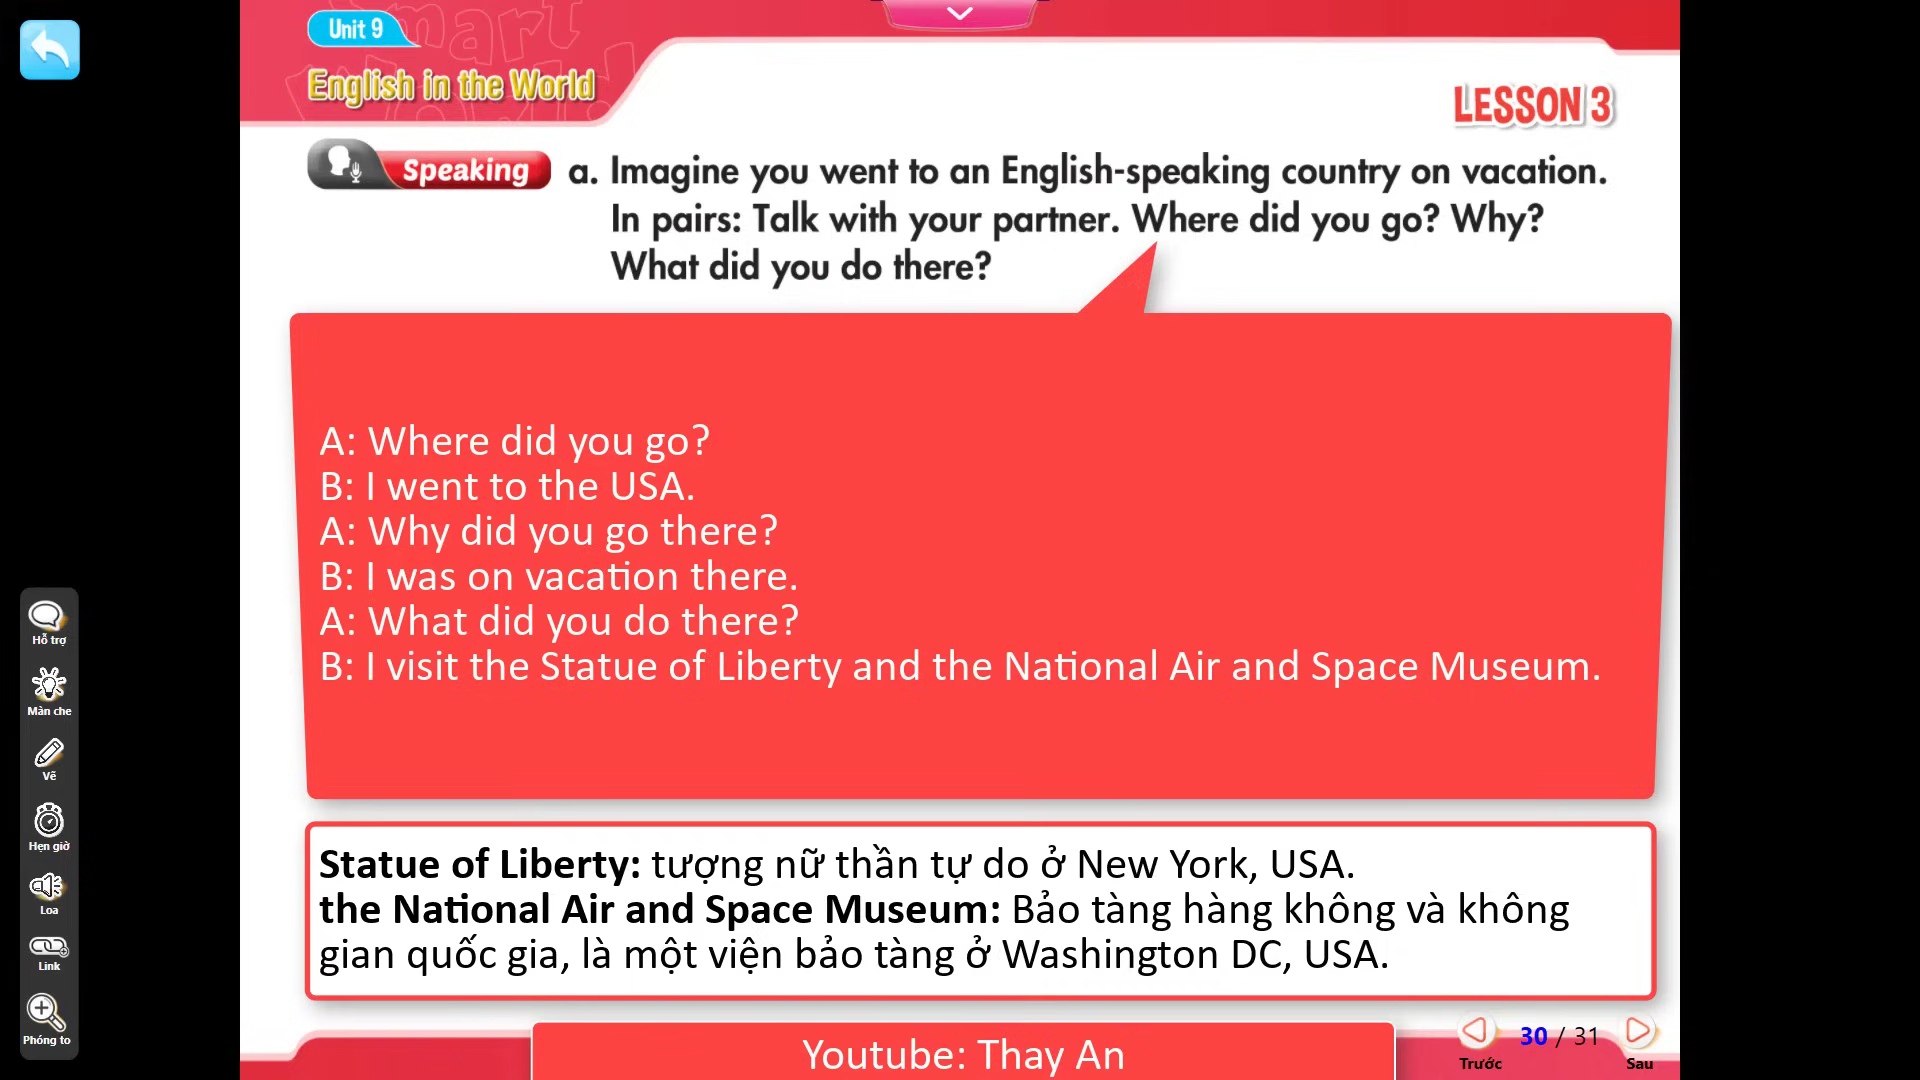 Unit 9
English in the World
LESSON 3
Speaking
a. Imagine you went to an English-speaking country on vacation.
In pairs: Talk with your partner. Where did you go? Why?
What did you do there?
A: Where did you go?
B: I went to the USA.
A: Why did you go there?
B: I was on vacation there.
A: What did you do there?
B: I visit the Statue of Liberty and the National Air and Space Museum.
Statue of Liberty: tượng nữ thần tự do ở New York, USA.
the National Air and Space Museum: Bảo tàng hàng không và không
gian quốc gia, là một viện bảo tàng ở Washington DC, USA.
Youtube: Thay An
30 / 31
Trước
Sau
Hỗ trợ
Màn che
Vẽ
Hẹn giờ
Loa
Link
Phóng to